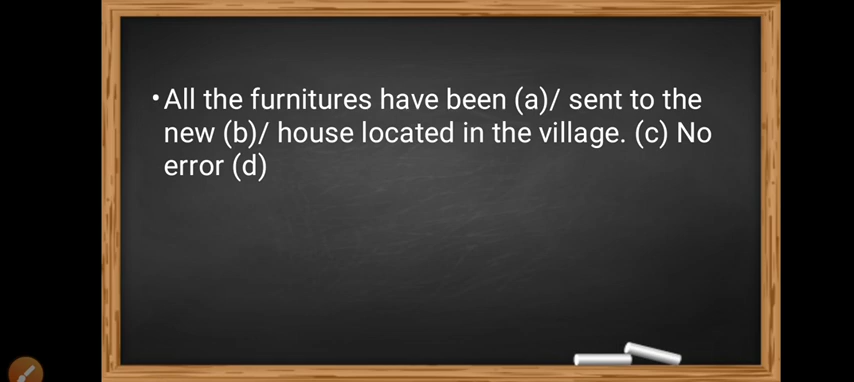 •All the furnitures have been (a)/ sent to the
new (b)/ house located in the village. (c) No
error (d)